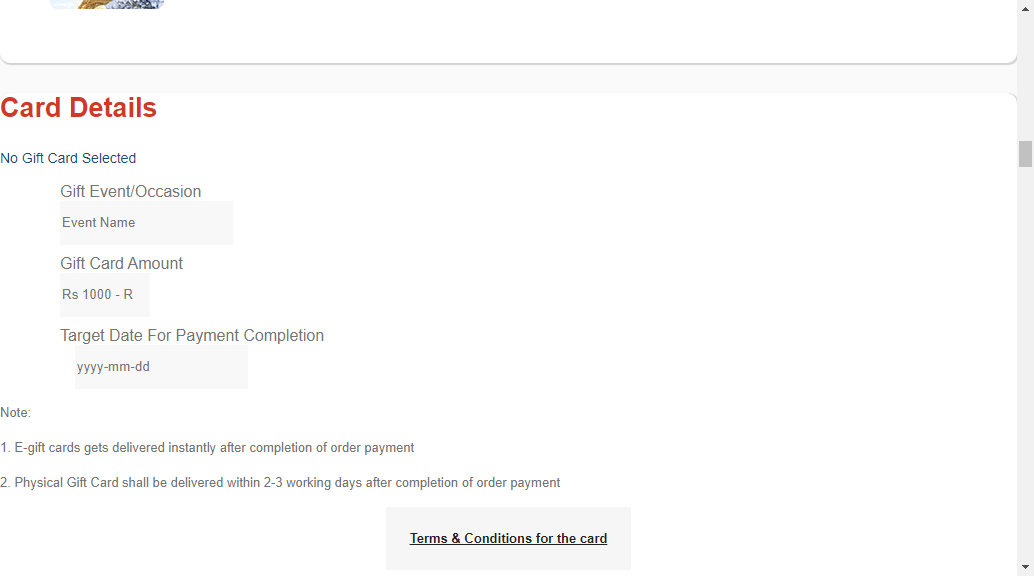 Card Details
No Gift Card Selected
Gift Event/Occasion
Event Name
Gift Card Amount
Rs 1000 - R
Target Date For Payment Completion
yyyy-mm-dd
Note:
1. E-gift cards gets delivered instantly after completion of order payment
2. Physical Gift Card shall be delivered within 2-3 working days after completion of order payment
Terms & Conditions for the card